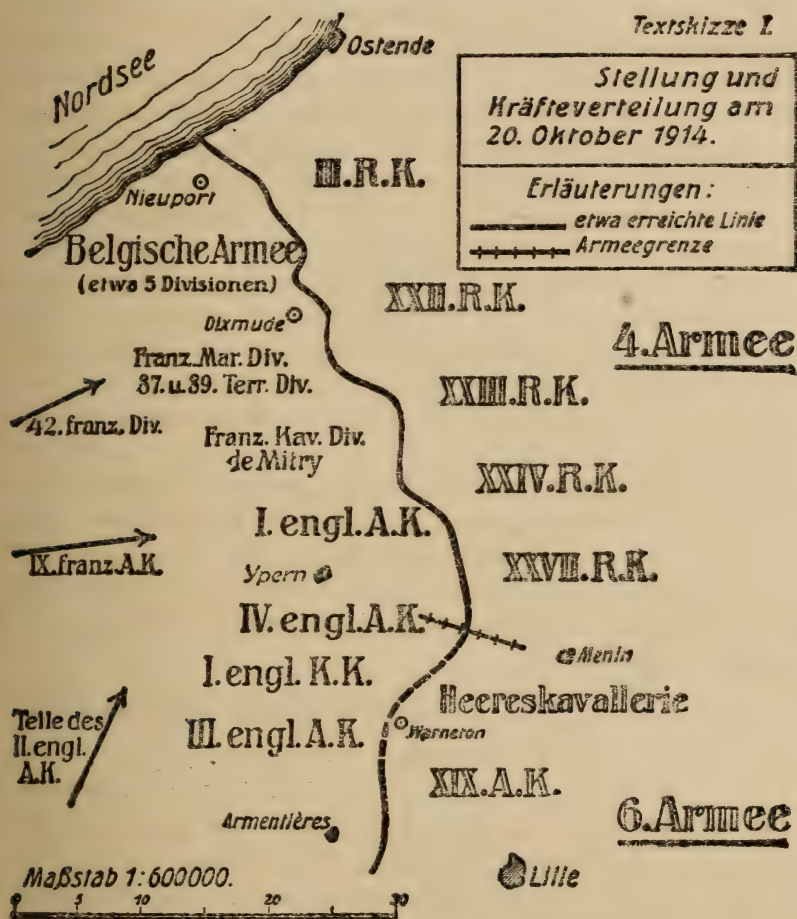 Textskizze I.
Ostende
Nordsee
Stellung und
Kräfteverteilung am
20. Oktober 1914.
Erläuterungen:
etwa erreichte Linie
Armeegrenze
III.R.K.
Nieuport
Belgische Armee
(etwa 5 Divisionen)
XXII.R.K.
Dixmude
4.Armee
Franz. Mar. Div.
87. u. 89. Terr. Div.
XXIII.R.K.
42. franz. Div.
Franz. Kav. Div.
de Mitry
XXIV.R.K.
I. engl. A.K.
IX. franz. A.K.
Ypern
XXVII.R.K.
IV. engl. A.K.
Menin
I. engl. K.K.
Heereskavallerie
Teile des
II. engl.
A.K.
III. engl. A.K.
Warneton
XIX.A.K.
Armentières
6.Armee
Maßstab 1:600000.
Lille
0 5 10 20 30